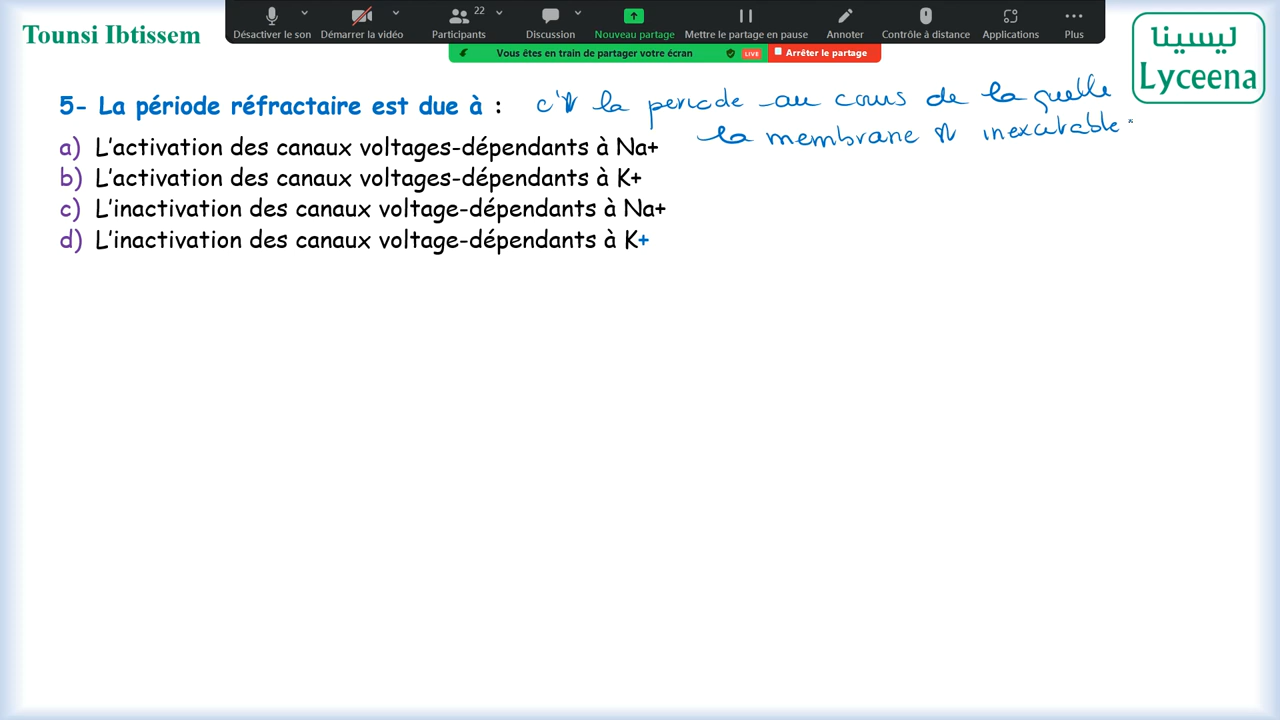 Tounsi Ibtissem
Désactiver le son
Démarrer la vidéo
Participants 22
Discussion
Nouveau partage
Mettre le partage en pause
Annoter
Contrôle à distance
Applications
Plus
Vous êtes en train de partager votre écran
LIVE
Arrêter le partage
ليسينا
Lyceena
5- La période réfractaire est due à :
c'est la periode au cours de la quelle
la membrane est inexcitable
a) L'activation des canaux voltages-dépendants à Na+
b) L'activation des canaux voltages-dépendants à K+
c) L'inactivation des canaux voltage-dépendants à Na+
d) L'inactivation des canaux voltage-dépendants à K+